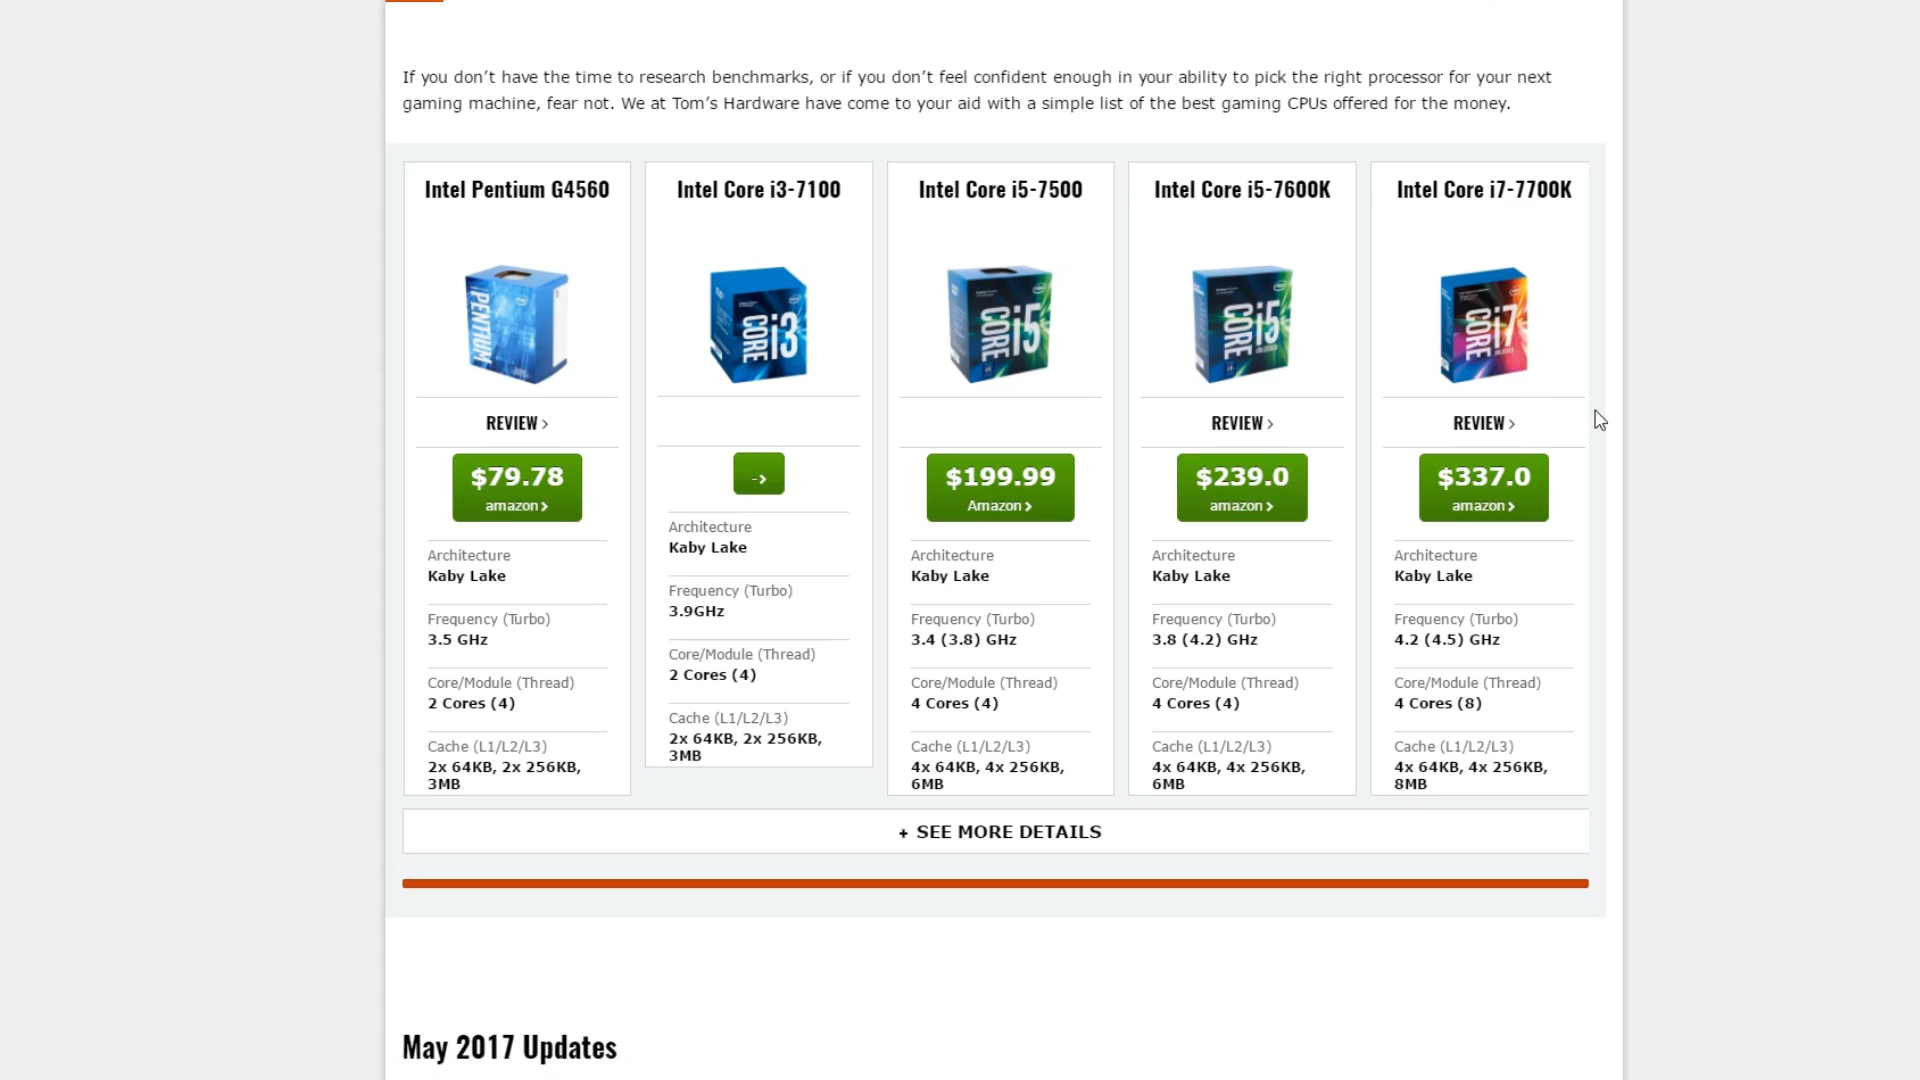 If you don’t have the time to research benchmarks, or if you don’t feel confident enough in your ability to pick the right processor for your next
gaming machine, fear not. We at Tom’s Hardware have come to your aid with a simple list of the best gaming CPUs offered for the money.
Intel Pentium G4560
PENTIUM
REVIEW >
$79.78
amazon >
Architecture
Kaby Lake
Frequency (Turbo)
3.5 GHz
Core/Module (Thread)
2 Cores (4)
Cache (L1/L2/L3)
2x 64KB, 2x 256KB,
3MB
Intel Core i3-7100
CORE i3
->
Architecture
Kaby Lake
Frequency (Turbo)
3.9GHz
Core/Module (Thread)
2 Cores (4)
Cache (L1/L2/L3)
2x 64KB, 2x 256KB,
3MB
Intel Core i5-7500
CORE i5
$199.99
Amazon >
Architecture
Kaby Lake
Frequency (Turbo)
3.4 (3.8) GHz
Core/Module (Thread)
4 Cores (4)
Cache (L1/L2/L3)
4x 64KB, 4x 256KB,
6MB
Intel Core i5-7600K
CORE i5
REVIEW >
$239.0
amazon >
Architecture
Kaby Lake
Frequency (Turbo)
3.8 (4.2) GHz
Core/Module (Thread)
4 Cores (4)
Cache (L1/L2/L3)
4x 64KB, 4x 256KB,
6MB
Intel Core i7-7700K
CORE i7
REVIEW >
$337.0
amazon >
Architecture
Kaby Lake
Frequency (Turbo)
4.2 (4.5) GHz
Core/Module (Thread)
4 Cores (8)
Cache (L1/L2/L3)
4x 64KB, 4x 256KB,
8MB
+ SEE MORE DETAILS
May 2017 Updates